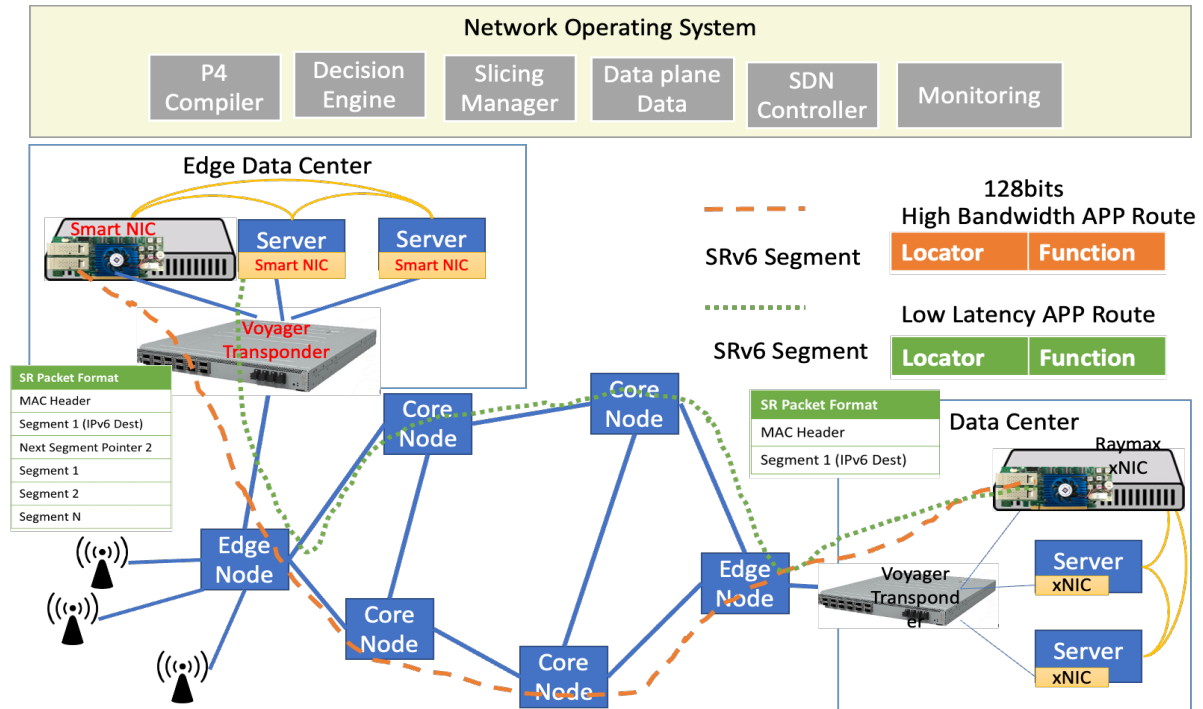 Network Operating System
P4
Compiler
Decision
Engine
Slicing
Manager
Data plane
Data
SDN
Controller
Monitoring
Edge Data Center
Smart NIC
Server
Smart NIC
Server
Smart NIC
Voyager
Transponder
128bits
High Bandwidth APP Route
SRv6 Segment
Locator
Function
Low Latency APP Route
SRv6 Segment
Locator
Function
SR Packet Format
MAC Header
Segment 1 (IPv6 Dest)
Next Segment Pointer 2
Segment 1
Segment 2
Segment N
Core
Node
Core
Node
SR Packet Format
MAC Header
Segment 1 (IPv6 Dest)
Data Center
Raymax
xNIC
Edge
Node
Edge
Node
Core
Node
Core
Node
Voyager
Transpond
er
Server
xNIC
Server
xNIC